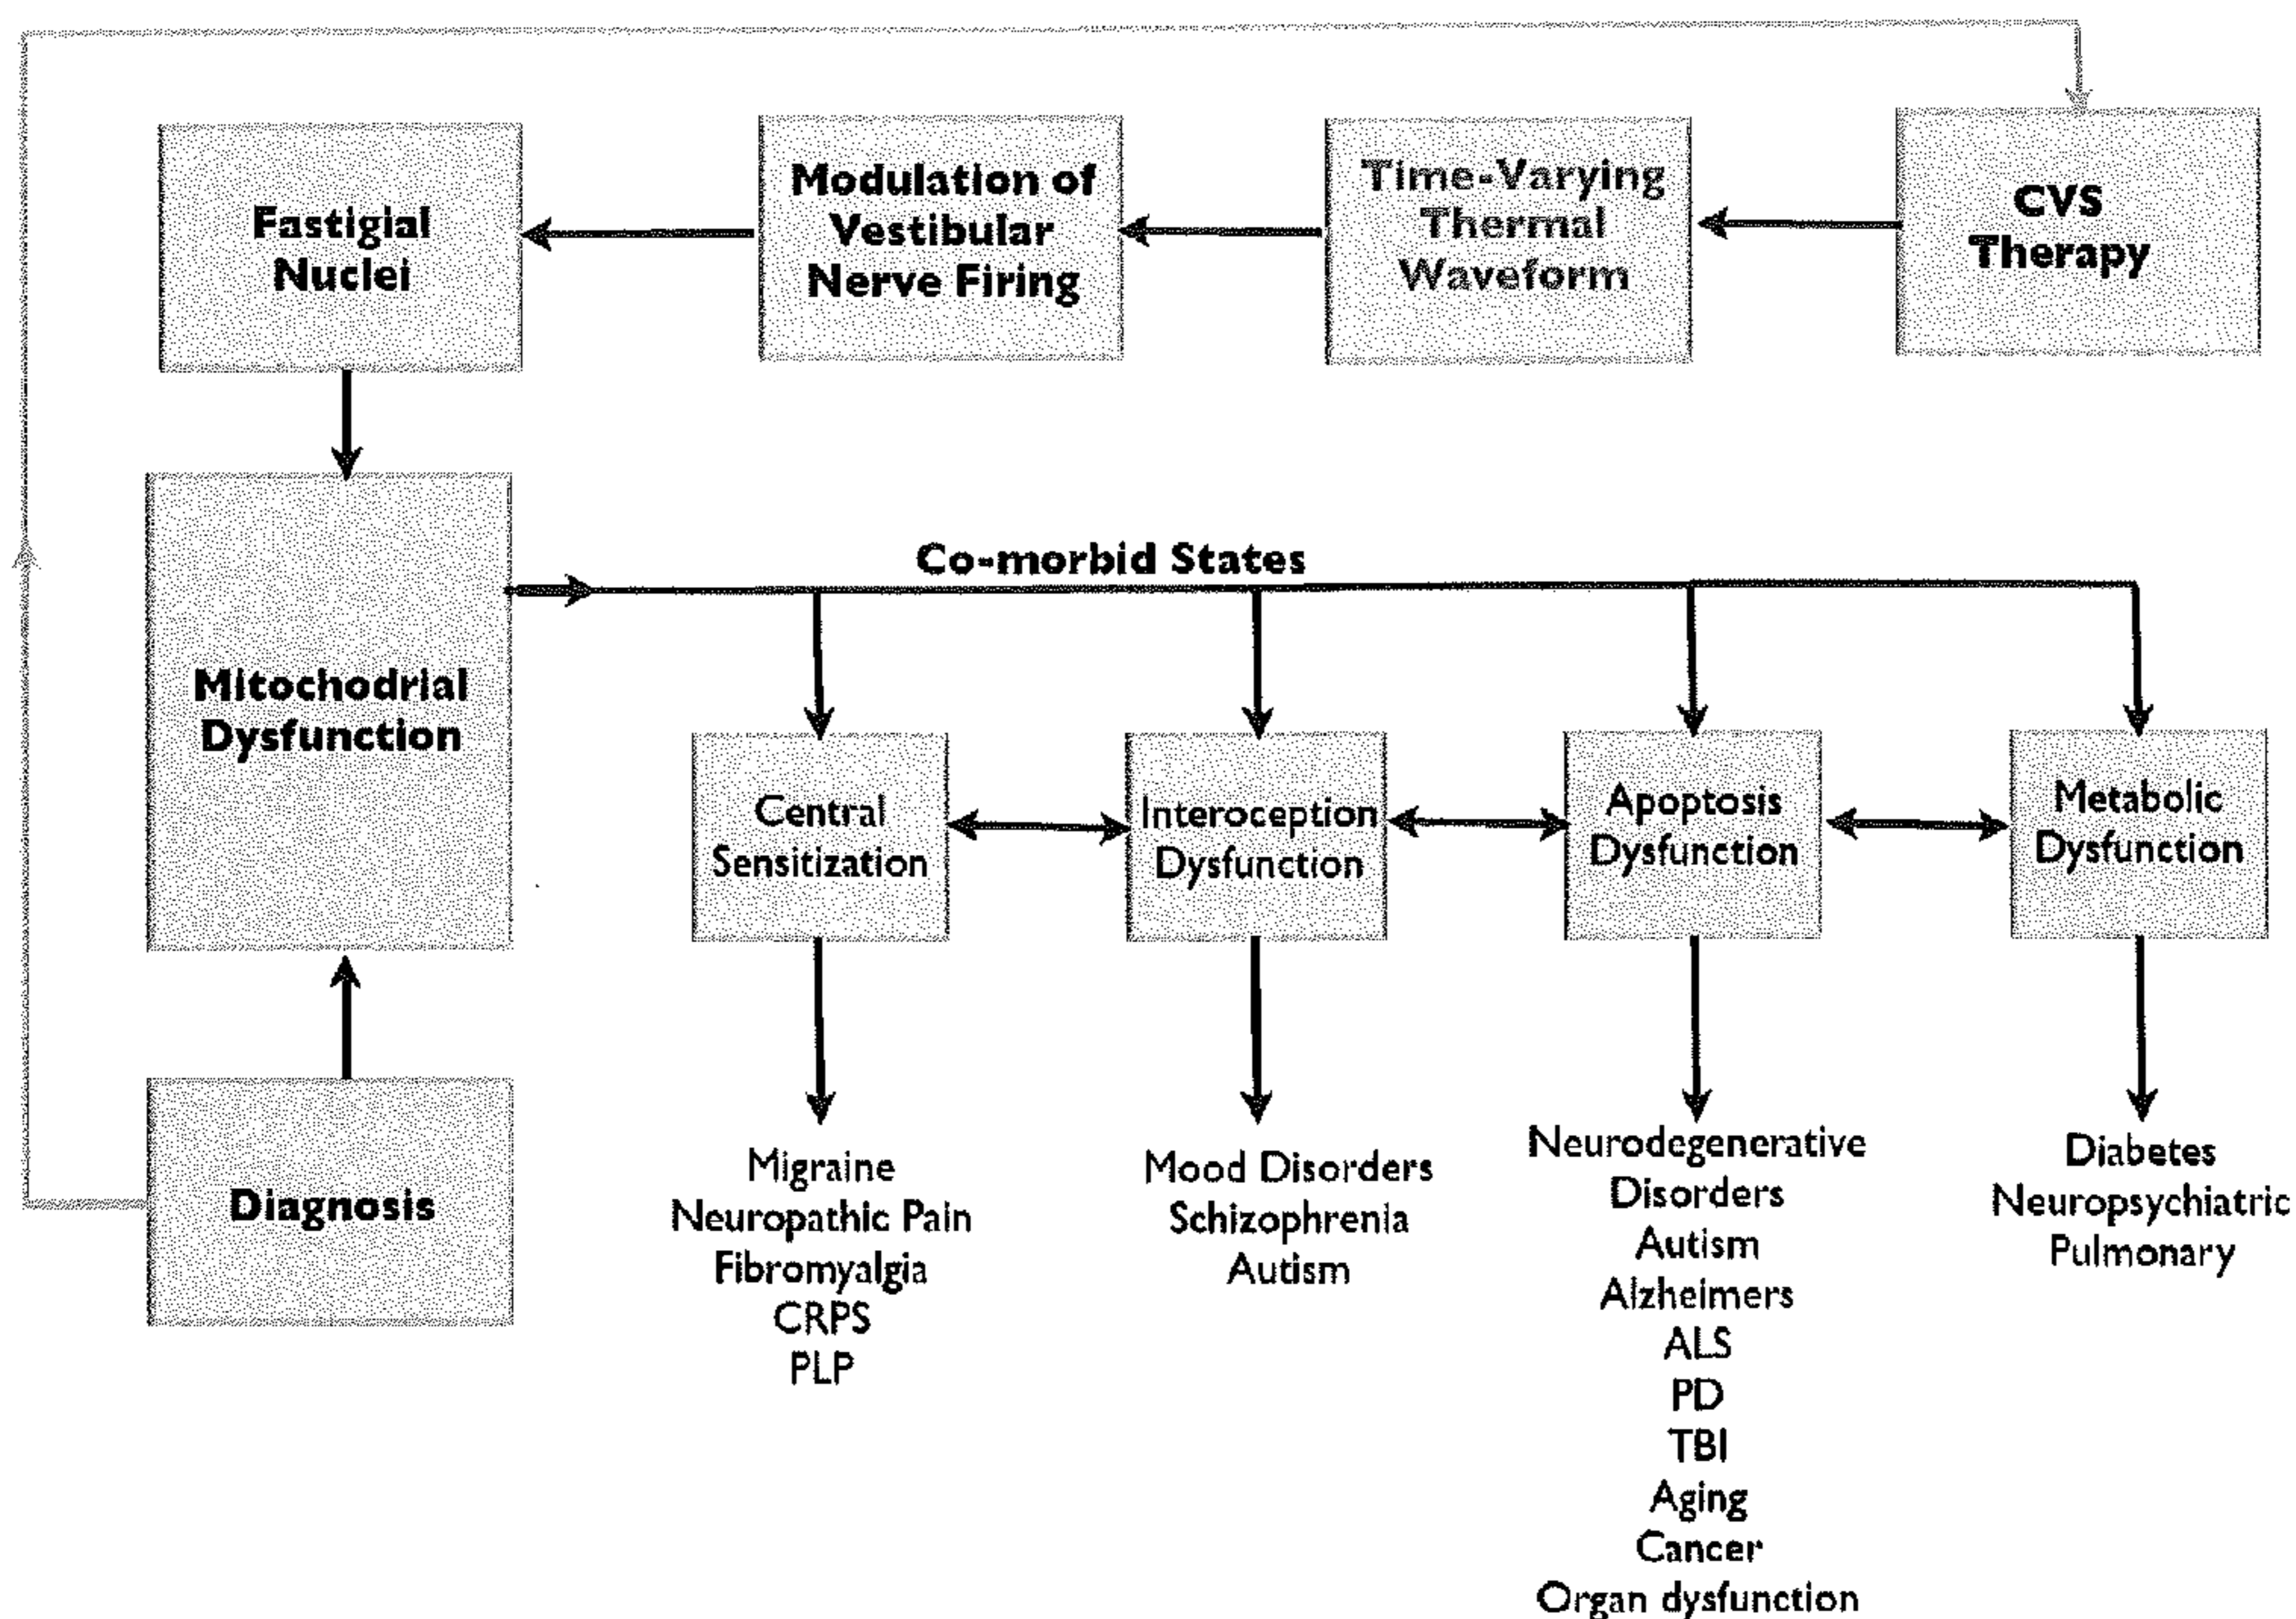 Fastigial
Nuclei
Modulation of
Vestibular
Nerve Firing
Time-Varying
Thermal
Waveform
CVS
Therapy
Co-morbid States
Mitochodrial
Dysfunction
Central
Sensitization
Interoception
Dysfunction
Apoptosis
Dysfunction
Metabolic
Dysfunction
Diagnosis
Migraine
Neuropathic Pain
Fibromyalgia
CRPS
PLP
Mood Disorders
Schizophrenia
Autism
Neurodegenerative
Disorders
Autism
Alzheimers
ALS
PD
TBI
Aging
Cancer
Organ dysfunction
Diabetes
Neuropsychiatric
Pulmonary